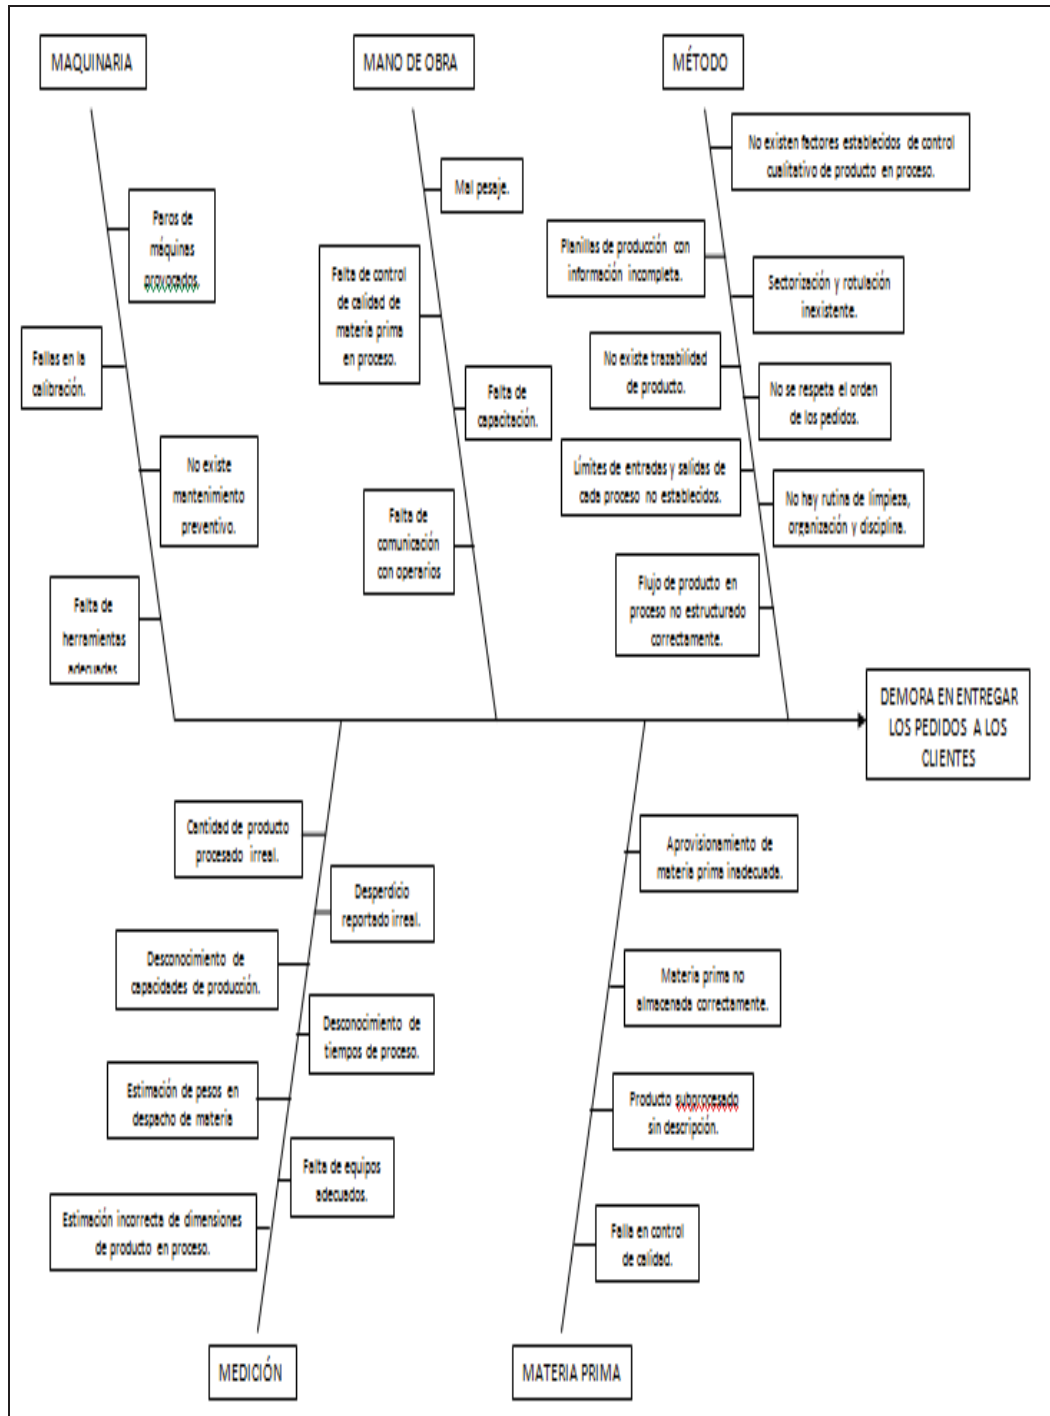 MAQUINARIA
MANO DE OBRA
MÉTODO
Paros de
máquinas
provocados.
Fallas en la
calibración.
No existe
mantenimiento
preventivo.
Falta de
herramientas
adecuadas
Mal pesaje.
Falta de control
de calidad de
materia prima
en proceso.
Falta de
capacitación.
Falta de
comunicación
con operarios
No existen factores establecidos de control
cualitativo de producto en proceso.
Planillas de producción con
información incompleta.
Sectorización y rotulación
inexistente.
No existe trazabilidad
de producto.
No se respeta el orden
de los pedidos.
Límites de entradas y salidas de
cada proceso no establecidos.
No hay rutina de limpieza,
organización y disciplina.
Flujo de producto en
proceso no estructurado
correctamente.
DEMORA EN ENTREGAR
LOS PEDIDOS A LOS
CLIENTES
Cantidad de producto
procesado irreal.
Desperdicio
reportado irreal.
Desconocimiento de
capacidades de producción.
Desconocimiento de
tiempos de proceso.
Estimación de pesos en
despacho de materia
Falta de equipos
adecuados.
Estimación incorrecta de dimensiones
de producto en proceso.
Aprovisionamiento de
materia prima inadecuada.
Materia prima no
almacenada correctamente.
Producto subprocesado
sin descripción.
Falla en control
de calidad.
MEDICIÓN
MATERIA PRIMA